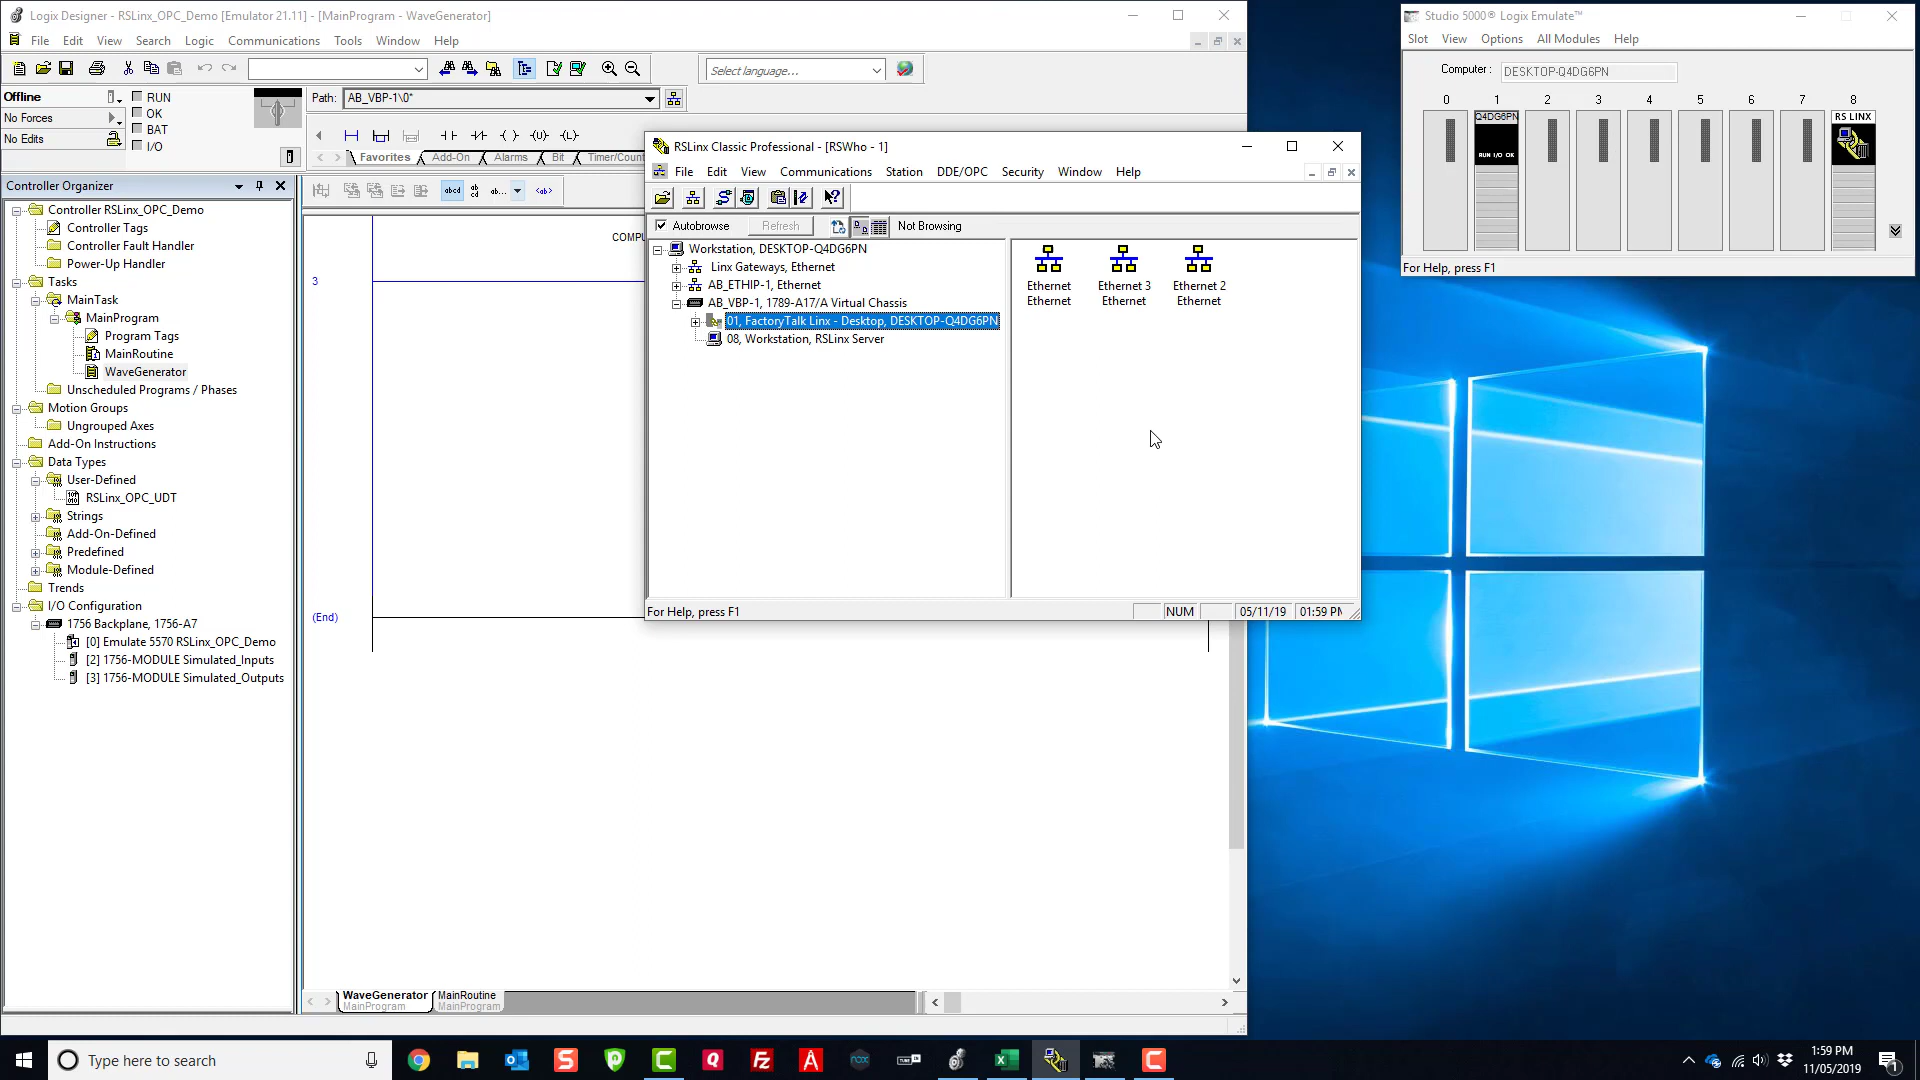 Logix Designer - RSLinx_OPC_Demo [Emulator 21.11] - [MainProgram - WaveGenerator]
File Edit View Search Logic Communications Tools Window Help
Select language...
Offline
RUN
No Forces
OK
No Edits
BAT
I/O
Path: AB_VBP-1\0*
Favorites Add-On Alarms Bit Timer/Count
Controller Organizer
Controller RSLinx_OPC_Demo
Controller Tags
Controller Fault Handler
Power-Up Handler
Tasks
MainTask
MainProgram
Program Tags
MainRoutine
WaveGenerator
Unscheduled Programs / Phases
Motion Groups
Ungrouped Axes
Add-On Instructions
Data Types
User-Defined
RSLinx_OPC_UDT
Strings
Add-On-Defined
Predefined
Module-Defined
Trends
I/O Configuration
1756 Backplane, 1756-A7
[0] Emulate 5570 RSLinx_OPC_Demo
[2] 1756-MODULE Simulated_Inputs
[3] 1756-MODULE Simulated_Outputs
abcd ab cd ab... <ab>
COMPU
3
(End)
WaveGenerator MainRoutine
MainProgram MainProgram
RSLinx Classic Professional - [RSWho - 1]
File Edit View Communications Station DDE/OPC Security Window Help
Autobrowse Refresh Not Browsing
Workstation, DESKTOP-Q4DG6PN
Linx Gateways, Ethernet
AB_ETHIP-1, Ethernet
AB_VBP-1, 1789-A17/A Virtual Chassis
01, FactoryTalk Linx - Desktop, DESKTOP-Q4DG6PN
08, Workstation, RSLinx Server
Ethernet Ethernet 3 Ethernet 2
Ethernet Ethernet Ethernet
For Help, press F1
NUM 05/11/19 01:59 PM
Studio 5000® Logix Emulate™
Slot View Options All Modules Help
Computer : DESKTOP-Q4DG6PN
0 1 2 3 4 5 6 7 8
Q4DG6PN
RUN I/O OK
RS LINX
For Help, press F1
Type here to search
1:59 PM
11/05/2019
1